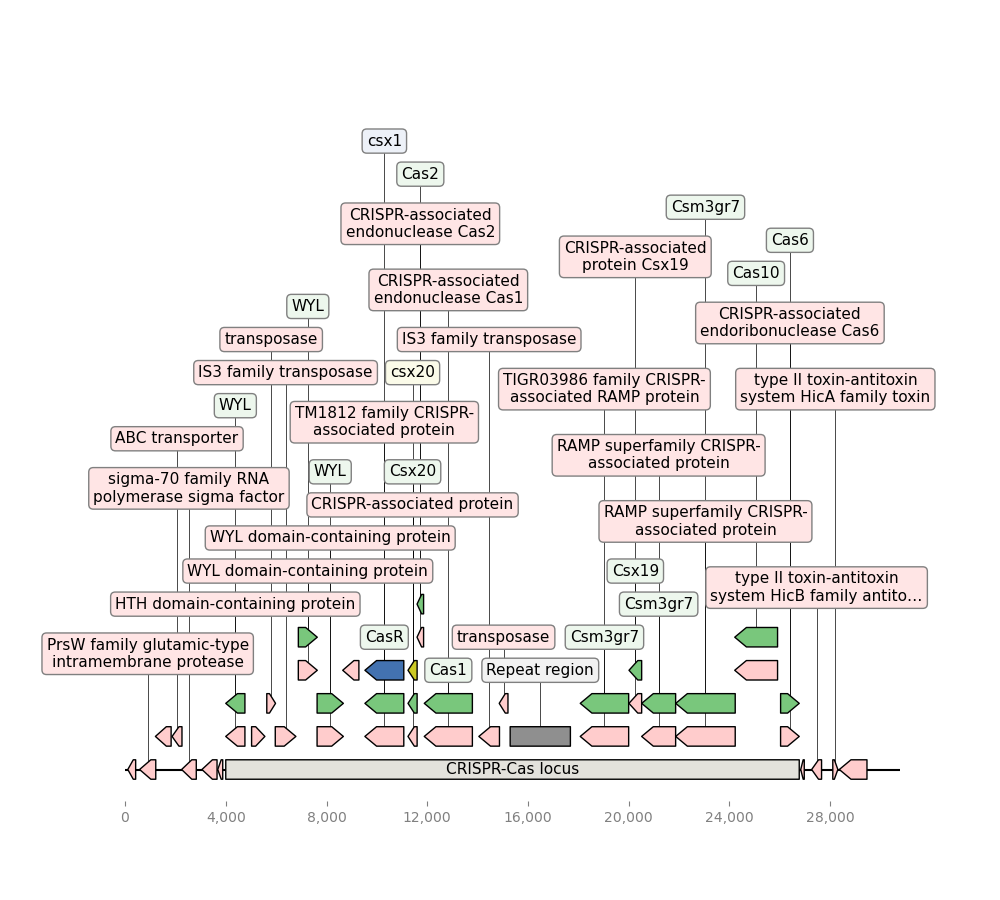 csx1
Cas2
CRISPR-associated
endonuclease Cas2
Csm3gr7
Cas6
CRISPR-associated
protein Csx19
Cas10
CRISPR-associated
endonuclease Cas1
WYL
CRISPR-associated
endoribonuclease Cas6
transposase
IS3 family transposase
IS3 family transposase
csx20
TIGR03986 family CRISPR-
associated RAMP protein
type II toxin-antitoxin
system HicA family toxin
WYL
TM1812 family CRISPR-
associated protein
ABC transporter
RAMP superfamily CRISPR-
associated protein
WYL
Csx20
sigma-70 family RNA
polymerase sigma factor
CRISPR-associated protein
RAMP superfamily CRISPR-
associated protein
WYL domain-containing protein
WYL domain-containing protein
Csx19
type II toxin-antitoxin
system HicB family antito…
HTH domain-containing protein
Csm3gr7
PrsW family glutamic-type
intramembrane protease
CasR
transposase
Csm3gr7
Cas1
Repeat region
CRISPR-Cas locus
0
4,000
8,000
12,000
16,000
20,000
24,000
28,000